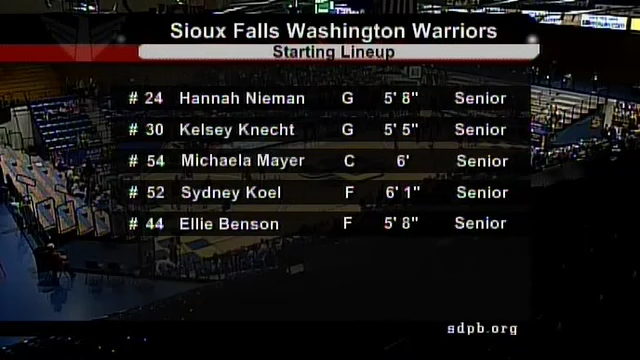 Sioux Falls Washington Warriors
Starting Lineup
# 24 Hannah Nieman G 5' 8" Senior
# 30 Kelsey Knecht G 5' 5" Senior
# 54 Michaela Mayer C 6' Senior
# 52 Sydney Koel F 6' 1" Senior
# 44 Ellie Benson F 5' 8" Senior
sdpb.org